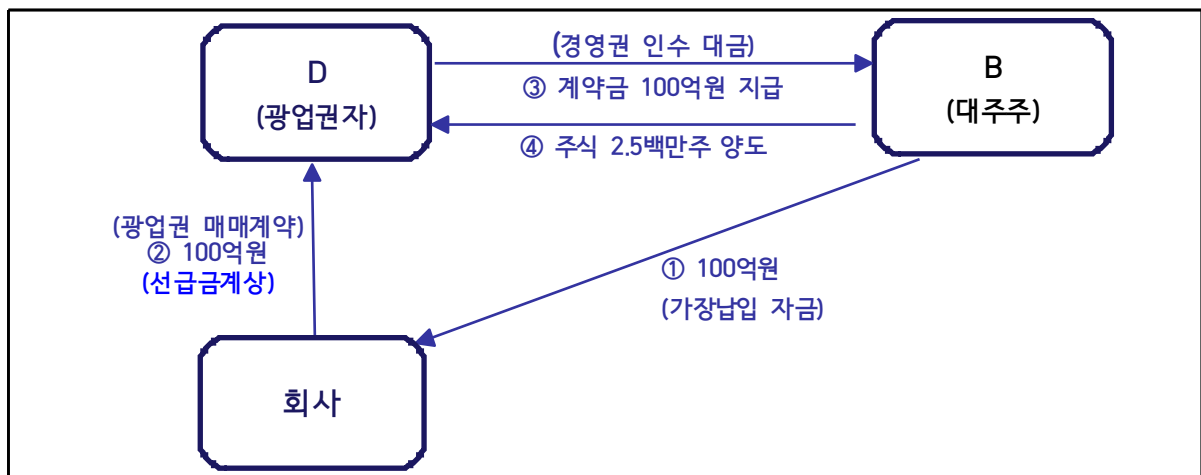 D
(광업권자)
(경영권 인수 대금)
③ 계약금 100억원 지급
④ 주식 2.5백만주 양도
B
(대주주)
(광업권 매매계약)
② 100억원
(선급금계상)
① 100억원
(가장납입 자금)
회사